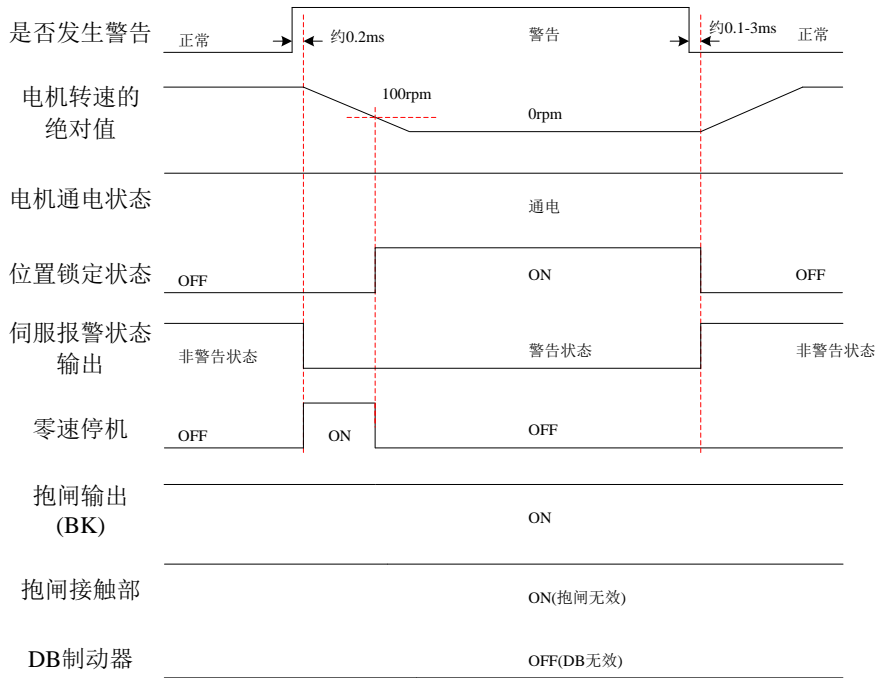 是否发生警告
正常
约0.2ms
警告
约0.1-3ms
正常
电机转速的
绝对值
100rpm
0rpm
电机通电状态
通电
位置锁定状态
OFF
ON
OFF
伺服报警状态
输出
非警告状态
警告状态
非警告状态
零速停机
OFF
ON
OFF
抱闸输出
(BK)
ON
抱闸接触部
ON(抱闸无效)
DB制动器
OFF(DB无效)